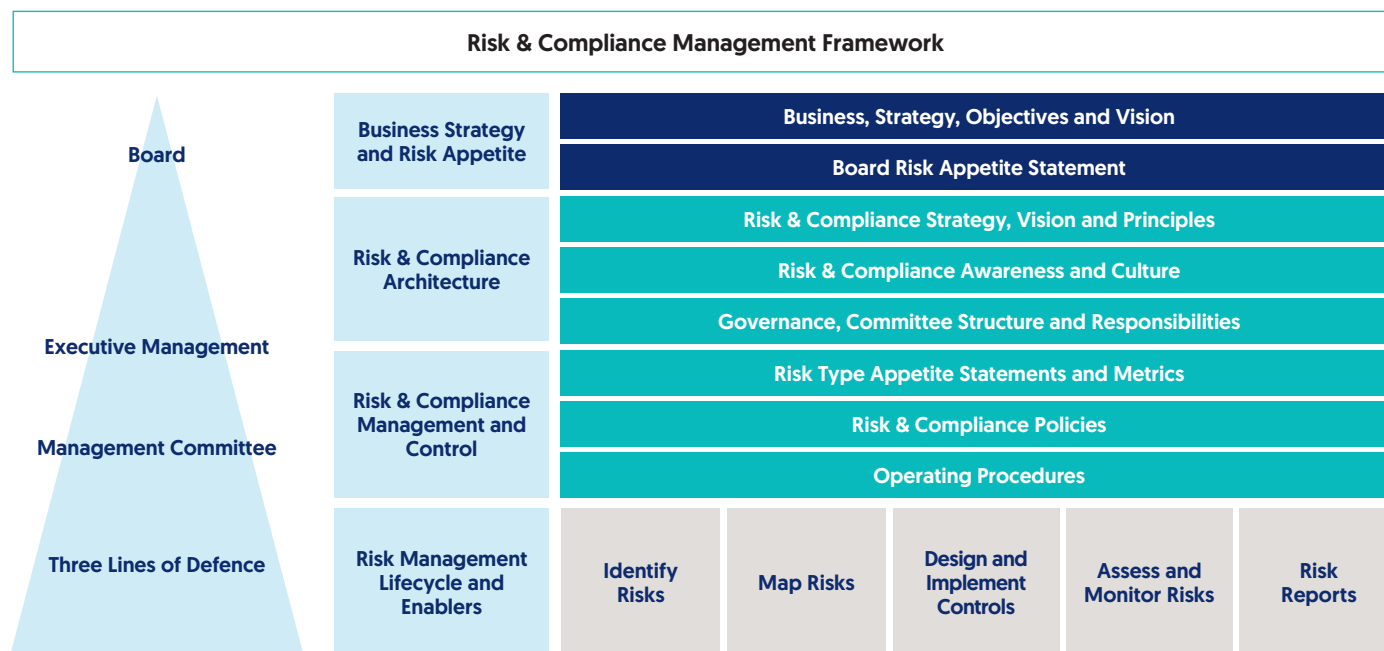 Risk & Compliance Management Framework
Board
Executive Management
Management Committee
Three Lines of Defence
Business Strategy
and Risk Appetite
Business, Strategy, Objectives and Vision
Board Risk Appetite Statement
Risk & Compliance
Architecture
Risk & Compliance Strategy, Vision and Principles
Risk & Compliance Awareness and Culture
Governance, Committee Structure and Responsibilities
Risk & Compliance
Management and
Control
Risk Type Appetite Statements and Metrics
Risk & Compliance Policies
Operating Procedures
Risk Management
Lifecycle and
Enablers
Identify
Risks
Map Risks
Design and
Implement
Controls
Assess and
Monitor Risks
Risk
Reports